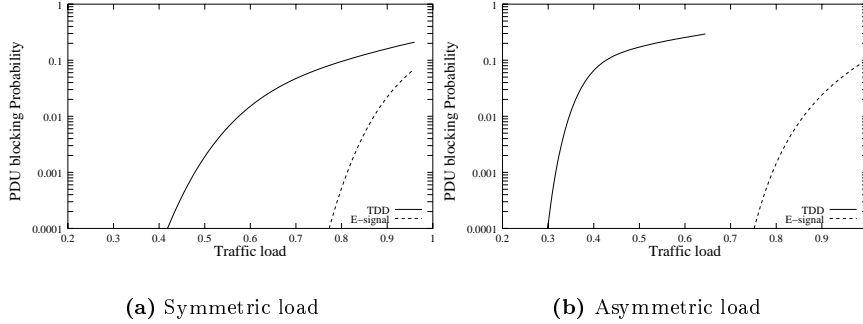 PDU blocking Probability
1
0.1
0.01
0.001
0.0001
0.2 0.3 0.4 0.5 0.6 0.7 0.8 0.9 1
Traffic load
TDD
E-signal
(a) Symmetric load
PDU blocking Probability
1
0.1
0.01
0.001
0.0001
0.2 0.3 0.4 0.5 0.6 0.7 0.8 0.9
Traffic load
TDD
E-signal
(b) Asymmetric load